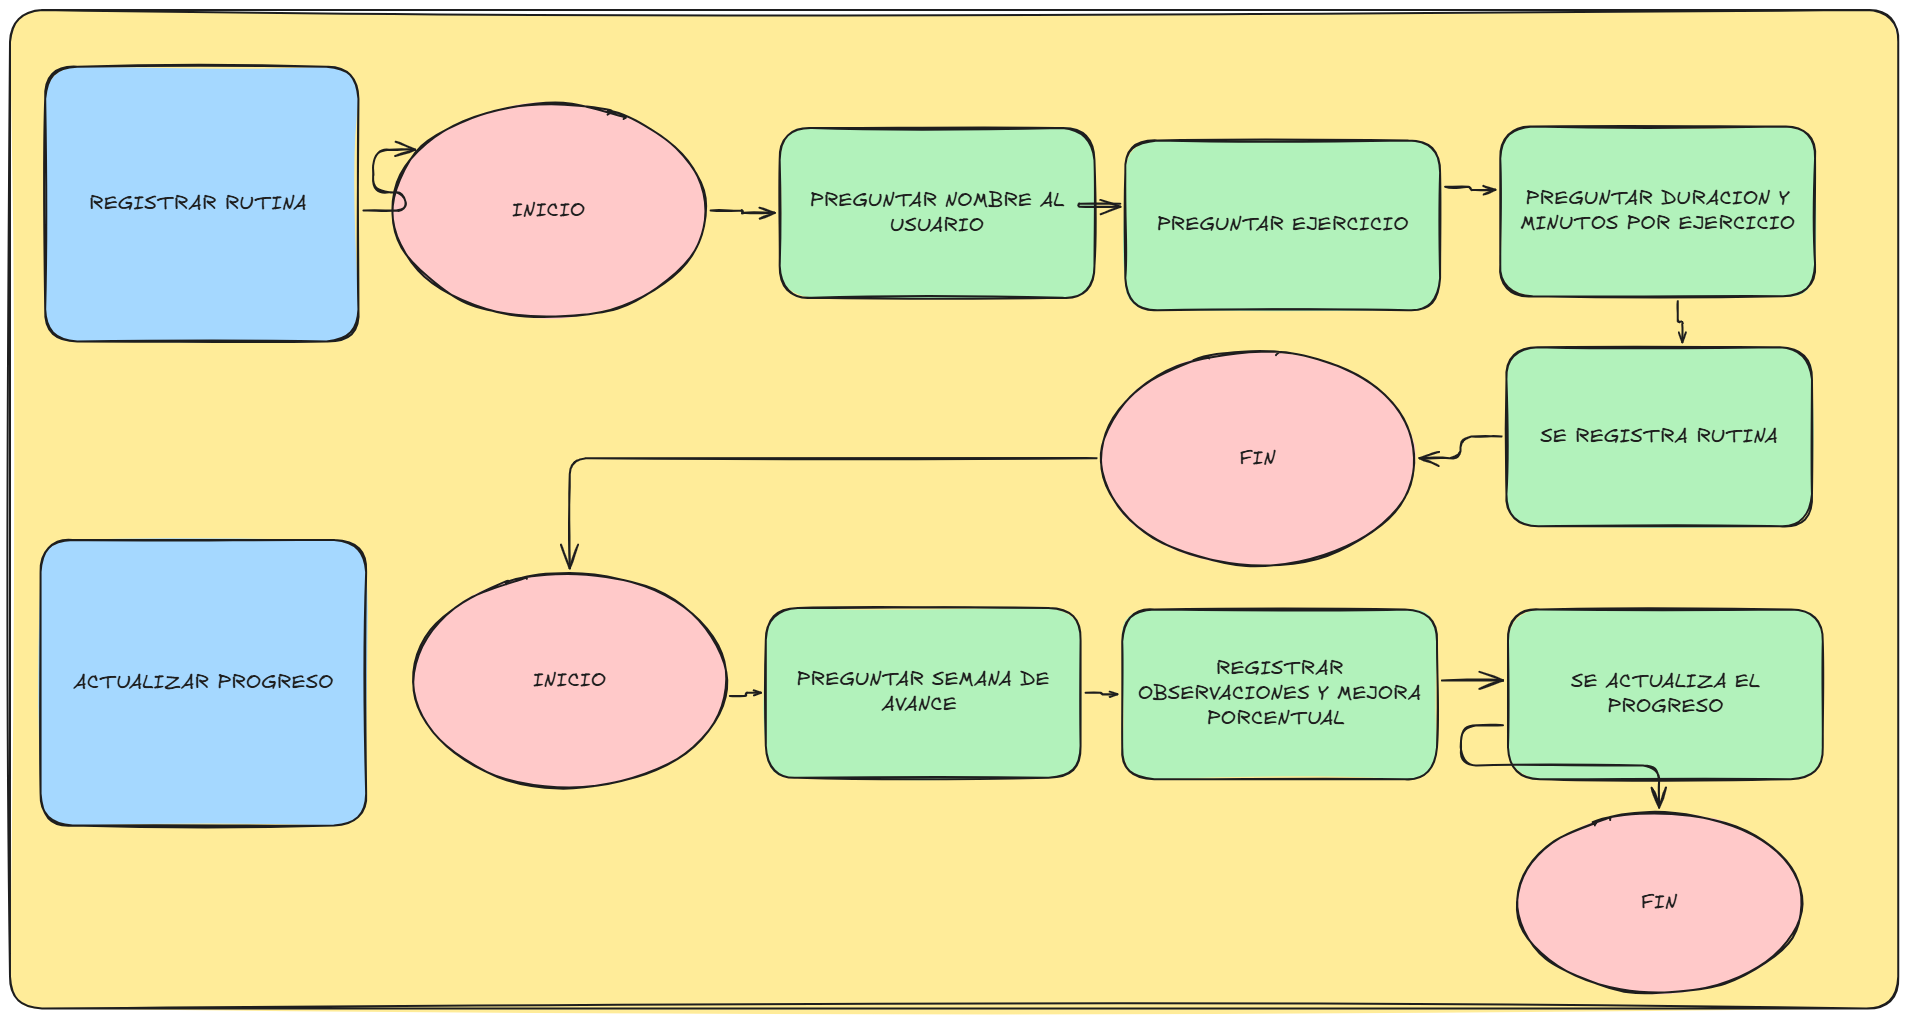 REGISTRAR RUTINA
INICIO
PREGUNTAR NOMBRE AL
USUARIO
PREGUNTAR EJERCICIO
PREGUNTAR DURACION Y
MINUTOS POR EJERCICIO
SE REGISTRA RUTINA
FIN
ACTUALIZAR PROGRESO
INICIO
PREGUNTAR SEMANA DE
AVANCE
REGISTRAR
OBSERVACIONES Y MEJORA
PORCENTUAL
SE ACTUALIZA EL
PROGRESO
FIN